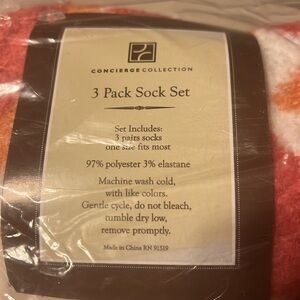 CONCIERGE COLLECTION
3 Pack Sock Set
Set Includes:
3 pairs socks
one size fits most
97% polyester 3% elastane
Machine wash cold,
with like colors.
Gentle cycle, do not bleach,
tumble dry low,
remove promptly.
Made in China RN 91519